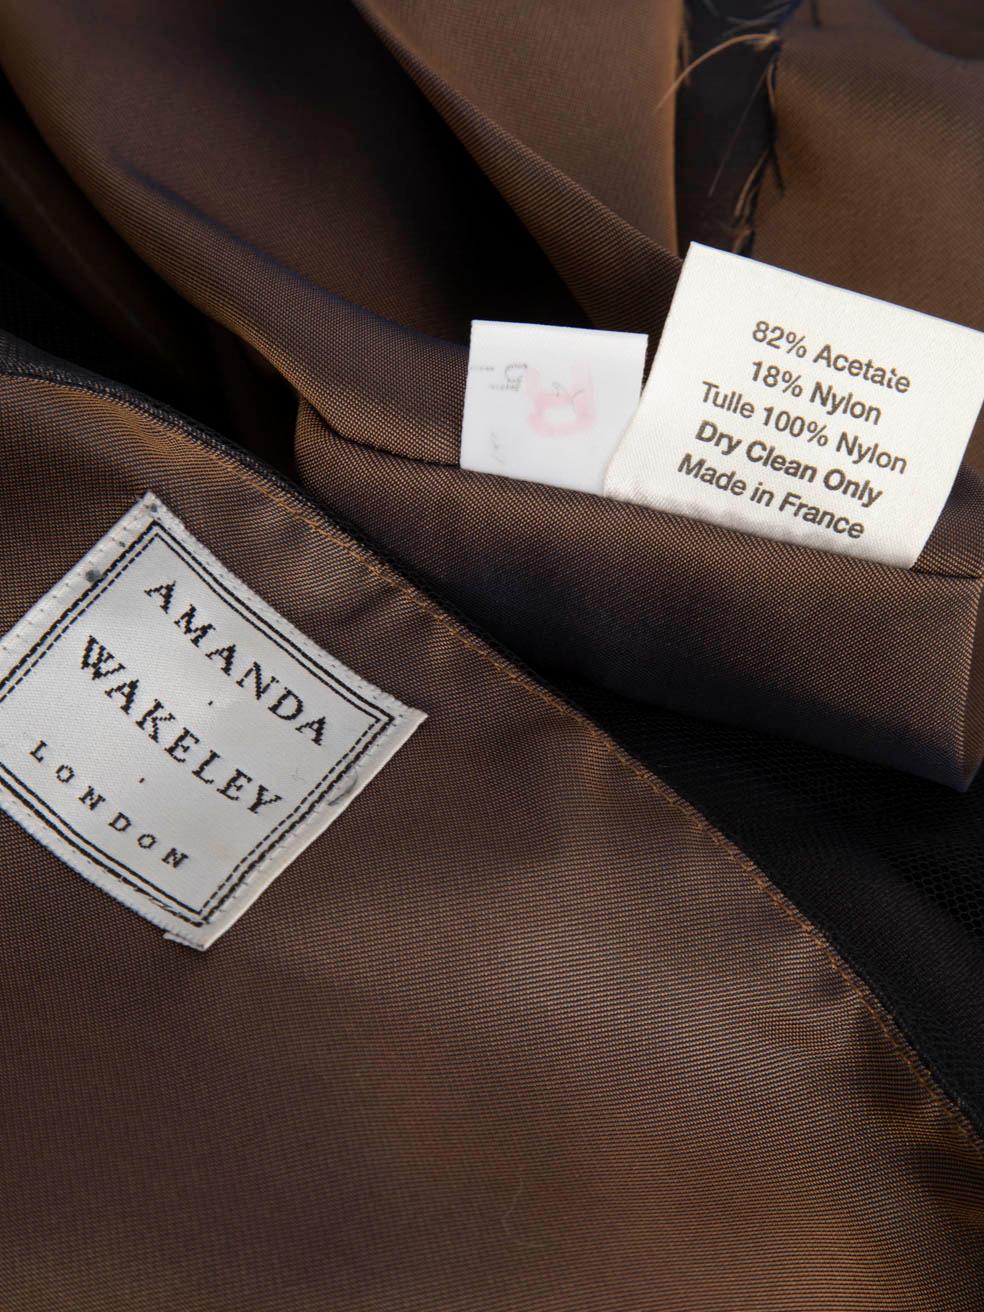 AMANDA
WAKELEY
LONDON
82% Acetate
18% Nylon
Tulle 100% Nylon
Dry Clean Only
Made in France